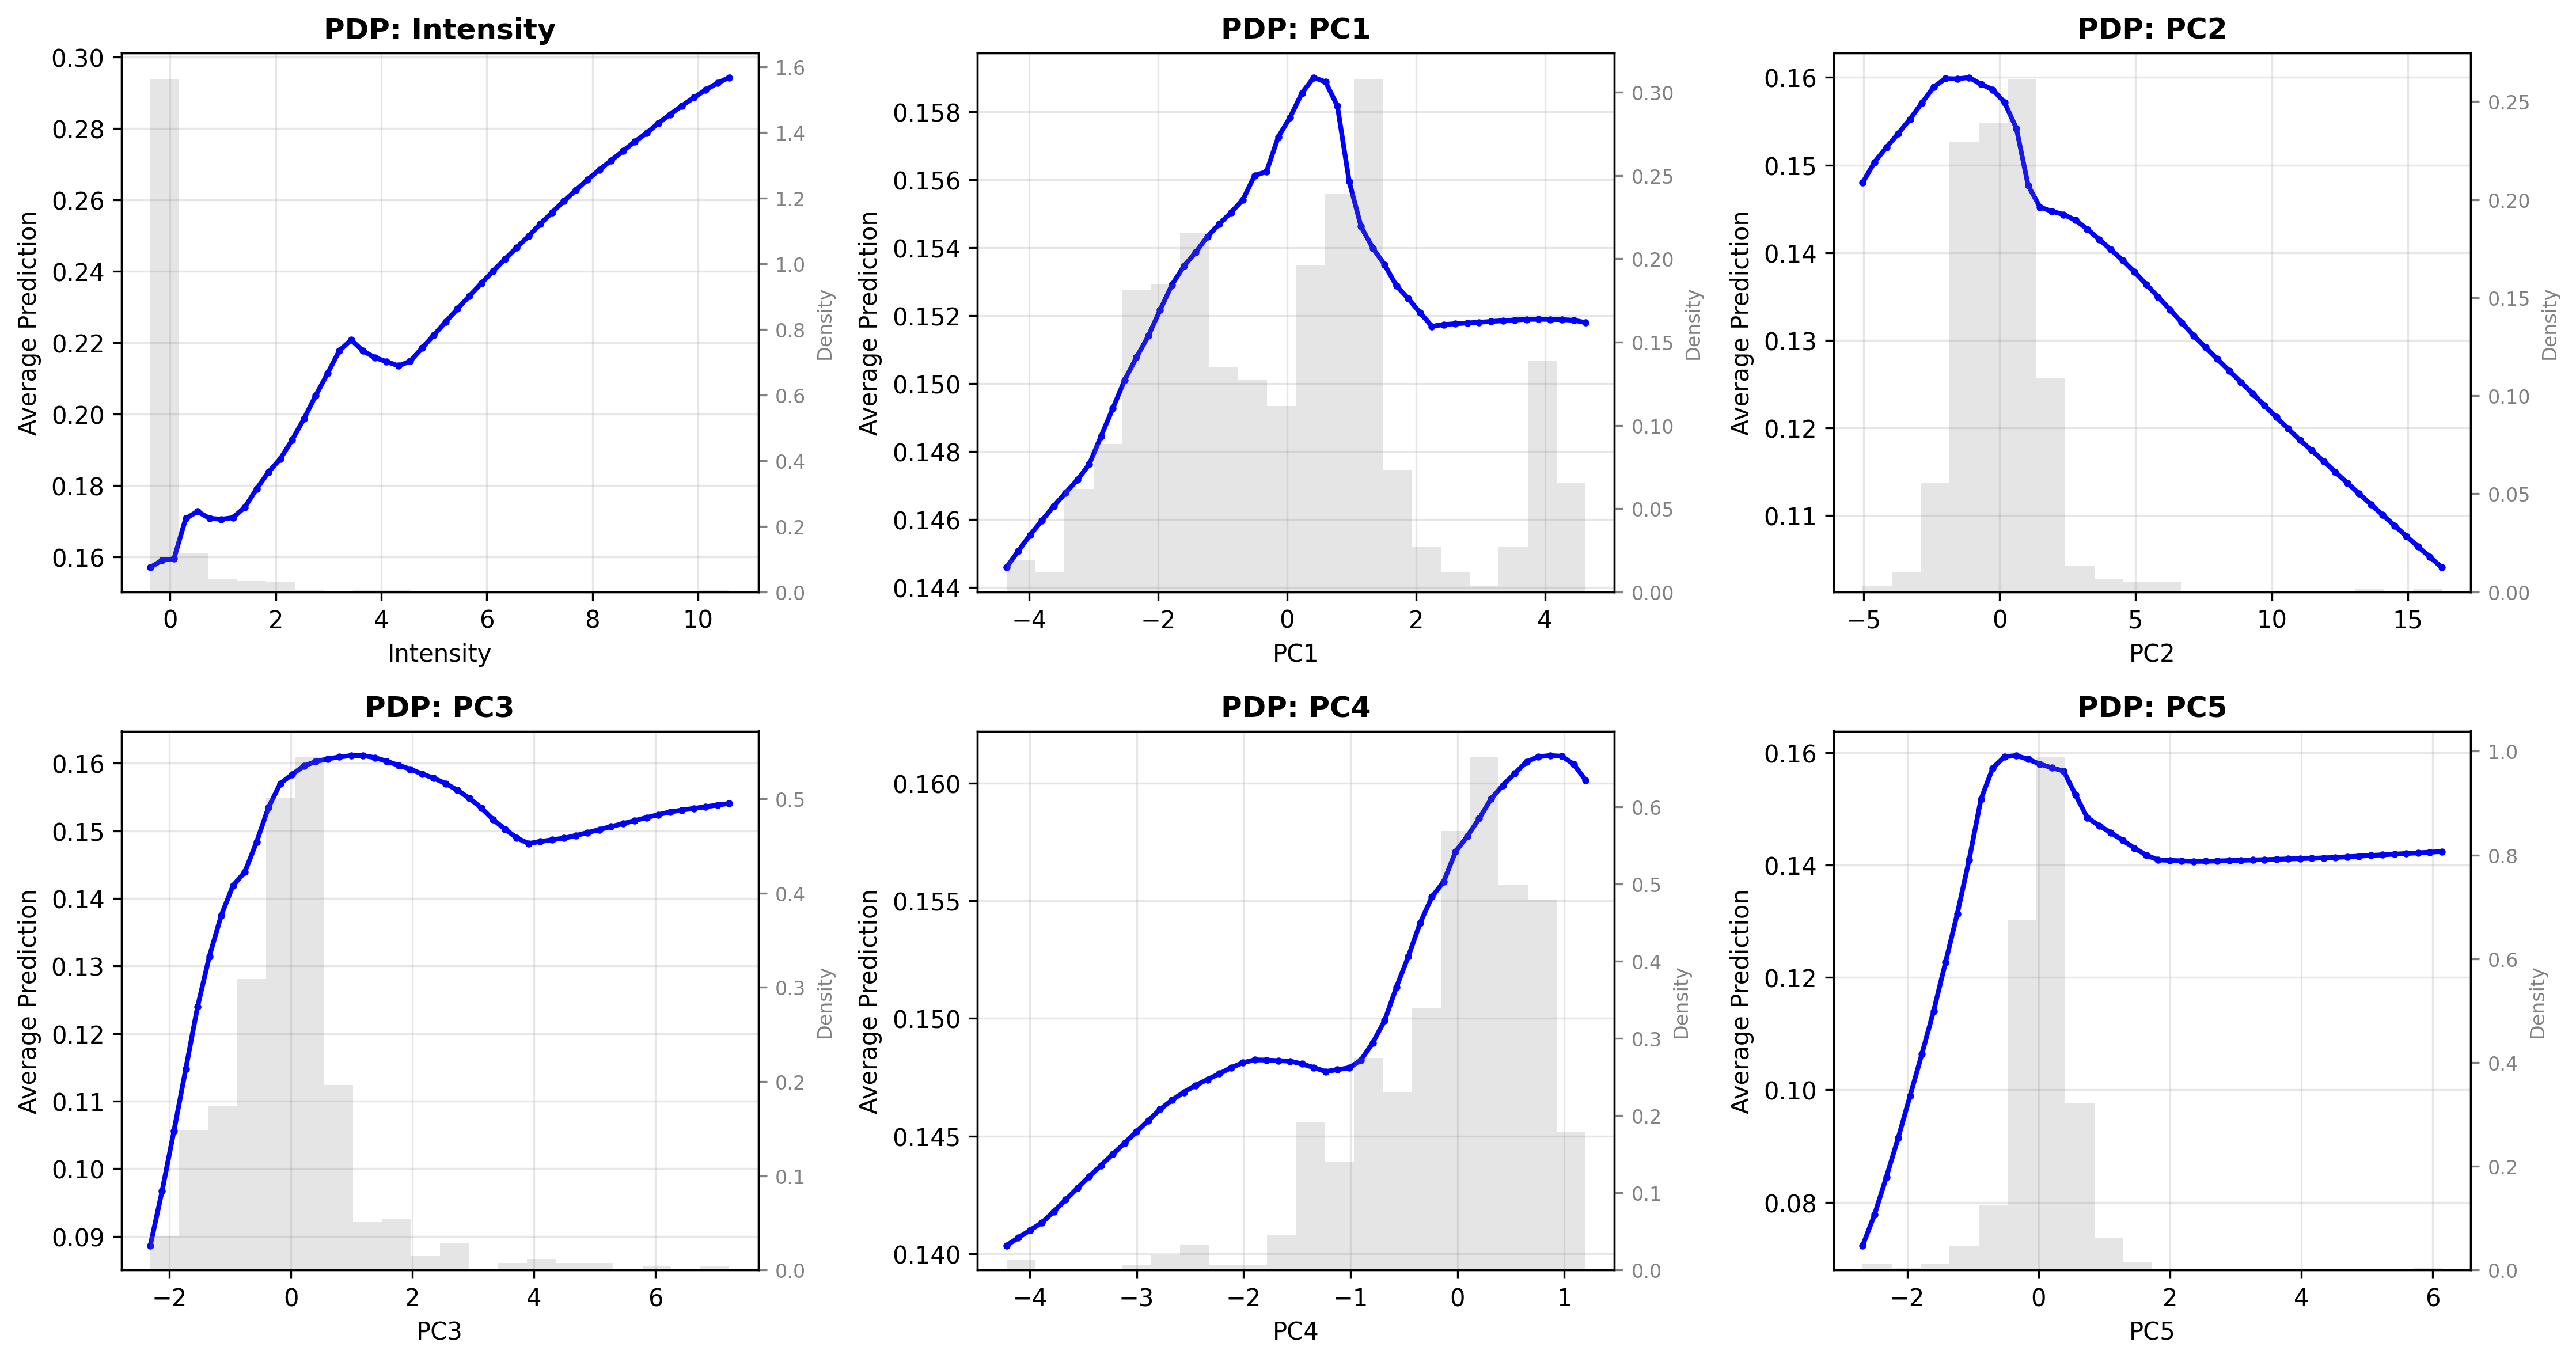 PDP: Intensity
0.30
0.28
0.26
0.24
0.22
0.20
0.18
0.16
Average Prediction
1.6
1.4
1.2
1.0
0.8
0.6
0.4
0.2
0.0
Density
0 2 4 6 8 10
Intensity
PDP: PC1
0.158
0.156
0.154
0.152
0.150
0.148
0.146
0.144
Average Prediction
0.30
0.25
0.20
0.15
0.10
0.05
0.00
Density
−4 −2 0 2 4
PC1
PDP: PC2
0.16
0.15
0.14
0.13
0.12
0.11
Average Prediction
0.25
0.20
0.15
0.10
0.05
0.00
Density
−5 0 5 10 15
PC2
PDP: PC3
0.16
0.15
0.14
0.13
0.12
0.11
0.10
0.09
Average Prediction
0.5
0.4
0.3
0.2
0.1
0.0
Density
−2 0 2 4 6
PC3
PDP: PC4
0.160
0.155
0.150
0.145
0.140
Average Prediction
0.6
0.5
0.4
0.3
0.2
0.1
0.0
Density
−4 −3 −2 −1 0 1
PC4
PDP: PC5
0.16
0.14
0.12
0.10
0.08
Average Prediction
1.0
0.8
0.6
0.4
0.2
0.0
Density
−2 0 2 4 6
PC5